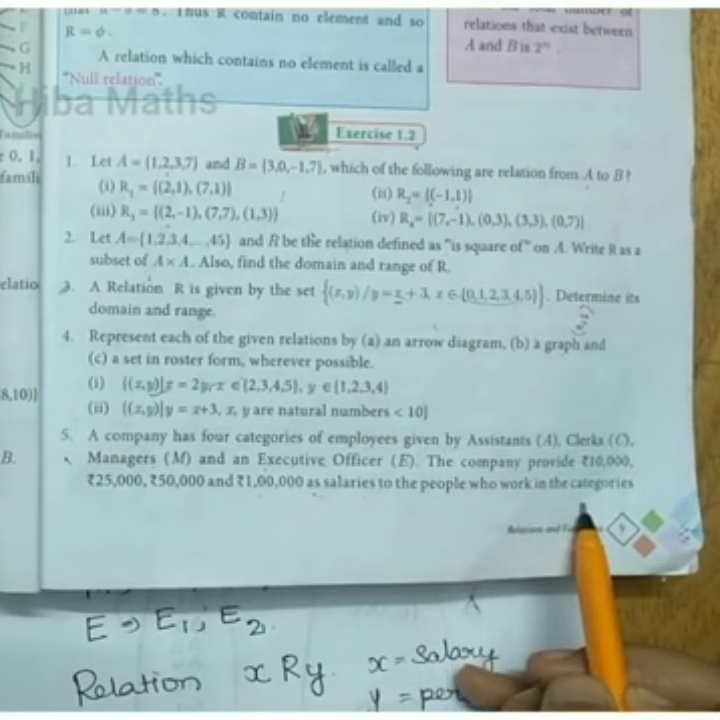 Thus R contain no element and so
R = ϕ.
A relation which contains no element is called a
"Null relation".
relations that exist between
A and B is 2ᵐⁿ.
Hiba Maths
G
H
0, 1,
famili
elatio
8,10)}
B.
Exercise 1.2
1. Let A = {1,2,3,7} and B = {3,0,–1,7}, which of the following are relation from A to B?
(i) R₁ = {(2,1), (7,1)} (ii) R₂ = {(–1,1)}
(iii) R₃ = {(2,–1), (7,7), (1,3)} (iv) R₄ = {(7,–1), (0,3), (3,3), (0,7)}
2. Let A={1,2,3,4,...,45} and R be the relation defined as "is square of" on A. Write R as a
subset of A × A. Also, find the domain and range of R.
3. A Relation R is given by the set {(x,y) / y = x + 3, x ∈ {0,1,2,3,4,5}}. Determine its
domain and range.
4. Represent each of the given relations by (a) an arrow diagram, (b) a graph and
(c) a set in roster form, wherever possible.
(i) {(x,y)|x = 2y, x ∈ {2,3,4,5}, y ∈ {1,2,3,4}
(ii) {(x,y)|y = x+3, x, y are natural numbers < 10}
5. A company has four categories of employees given by Assistants (A), Clerks (C),
Managers (M) and an Executive Officer (E). The company provide ₹10,000,
₹25,000, ₹50,000 and ₹1,00,000 as salaries to the people who work in the categories
Relations and 9
E ⇒ E₁, E₂.
Relation x R y. x = Salary
y = per